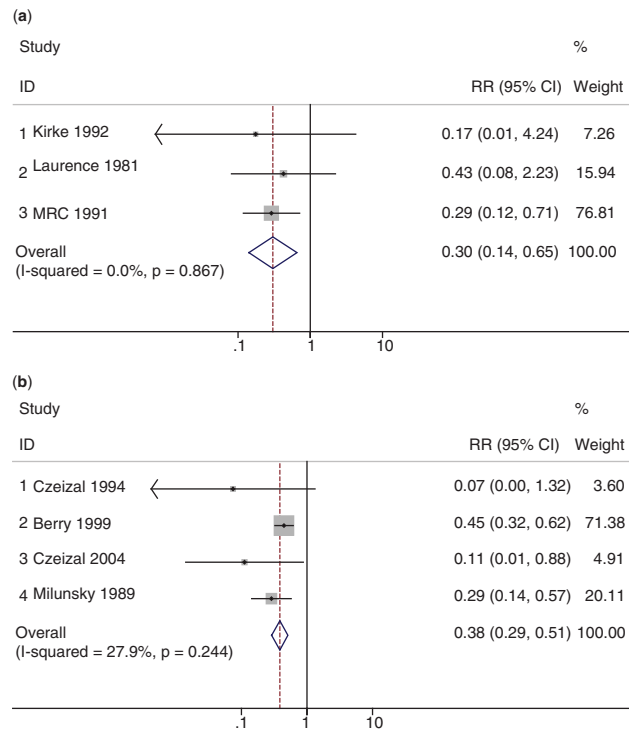 (a)
Study %
ID RR (95% CI) Weight
1 Kirke 1992 0.17 (0.01, 4.24) 7.26
2 Laurence 1981 0.43 (0.08, 2.23) 15.94
3 MRC 1991 0.29 (0.12, 0.71) 76.81
Overall 0.30 (0.14, 0.65) 100.00
(I-squared = 0.0%, p = 0.867)
.1 1 10
(b)
Study %
ID RR (95% CI) Weight
1 Czeizal 1994 0.07 (0.00, 1.32) 3.60
2 Berry 1999 0.45 (0.32, 0.62) 71.38
3 Czeizal 2004 0.11 (0.01, 0.88) 4.91
4 Milunsky 1989 0.29 (0.14, 0.57) 20.11
Overall 0.38 (0.29, 0.51) 100.00
(I-squared = 27.9%, p = 0.244)
.1 1 10